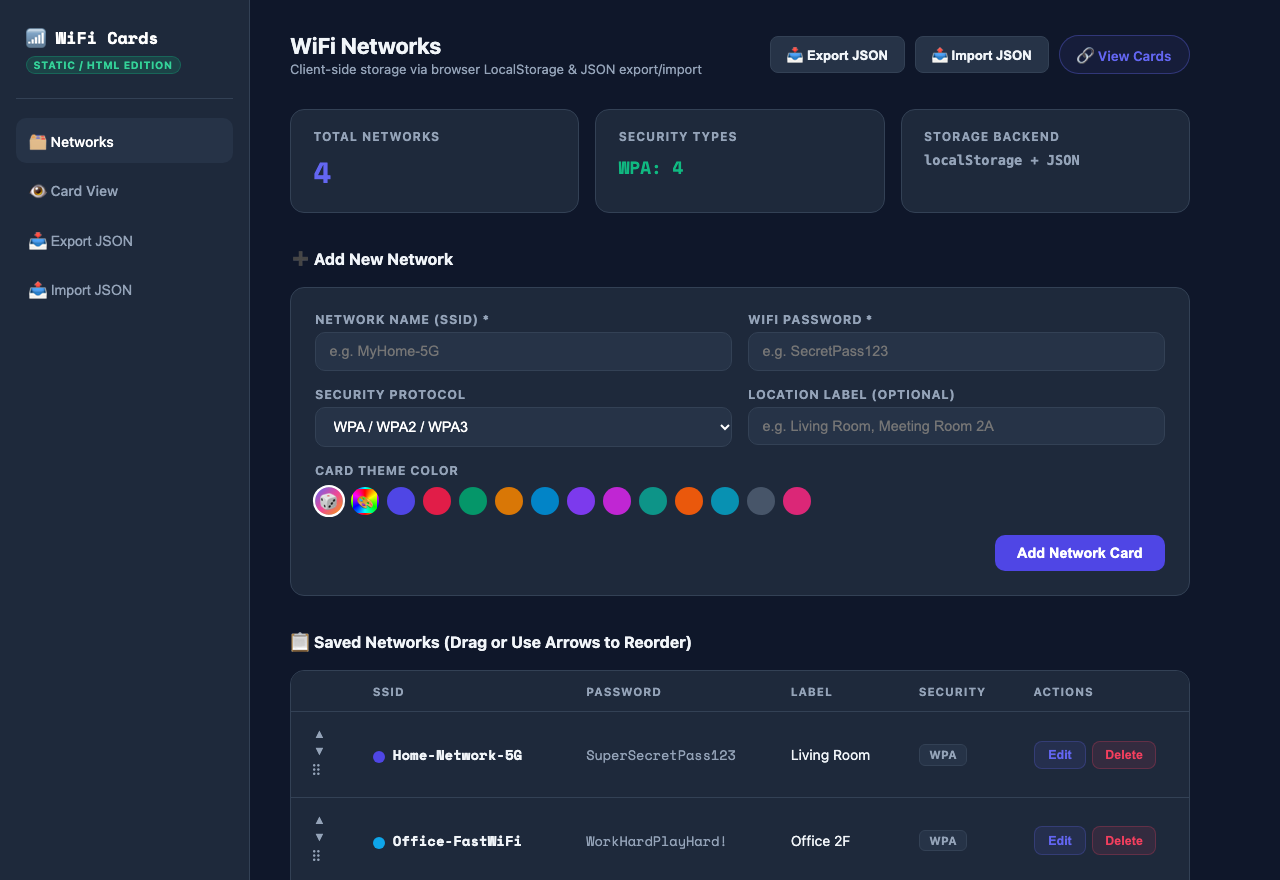 WiFi Cards
STATIC / HTML EDITION
Networks
Card View
Export JSON
Import JSON
WiFi Networks
Client-side storage via browser LocalStorage & JSON export/import
Export JSON
Import JSON
View Cards
TOTAL NETWORKS
4
SECURITY TYPES
WPA: 4
STORAGE BACKEND
localStorage + JSON
Add New Network
NETWORK NAME (SSID) *
e.g. MyHome-5G
WIFI PASSWORD *
e.g. SecretPass123
SECURITY PROTOCOL
WPA / WPA2 / WPA3
LOCATION LABEL (OPTIONAL)
e.g. Living Room, Meeting Room 2A
CARD THEME COLOR
Add Network Card
Saved Networks (Drag or Use Arrows to Reorder)
SSID PASSWORD LABEL SECURITY ACTIONS
Home-Network-5G SuperSecretPass123 Living Room WPA Edit Delete
Office-FastWiFi WorkHardPlayHard! Office 2F WPA Edit Delete